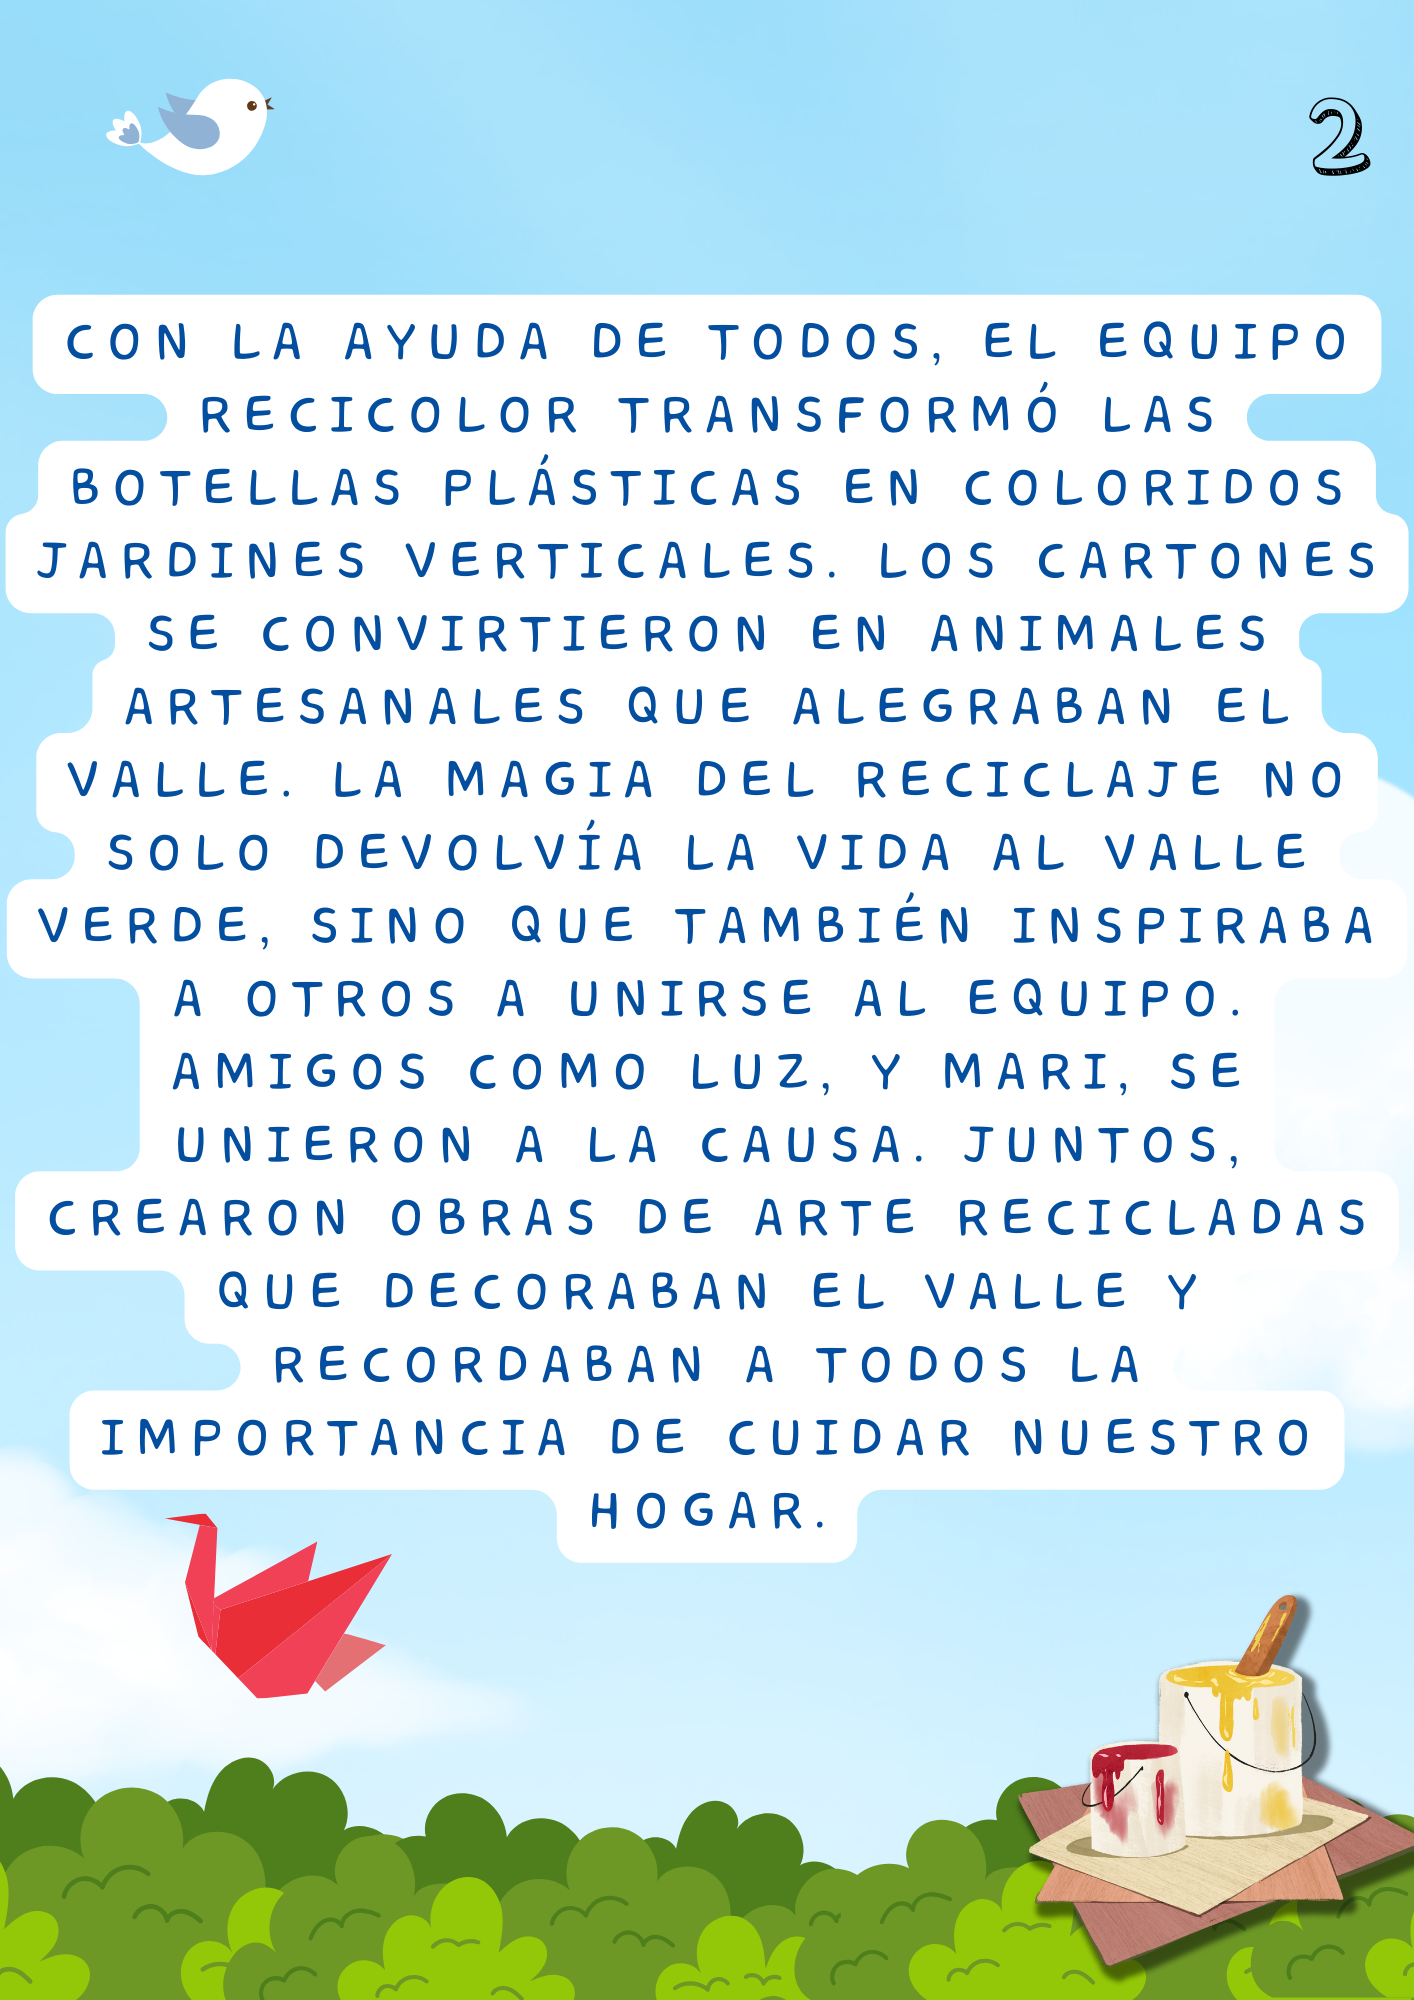 2
CON LA AYUDA DE TODOS, EL EQUIPO
RECICOLOR TRANSFORMÓ LAS
BOTELLAS PLÁSTICAS EN COLORIDOS
JARDINES VERTICALES. LOS CARTONES
SE CONVIRTIERON EN ANIMALES
ARTESANALES QUE ALEGRABAN EL
VALLE. LA MAGIA DEL RECICLAJE NO
SOLO DEVOLVÍA LA VIDA AL VALLE
VERDE, SINO QUE TAMBIÉN INSPIRABA
A OTROS A UNIRSE AL EQUIPO.
AMIGOS COMO LUZ, Y MARI, SE
UNIERON A LA CAUSA. JUNTOS,
CREARON OBRAS DE ARTE RECICLADAS
QUE DECORABAN EL VALLE Y
RECORDABAN A TODOS LA
IMPORTANCIA DE CUIDAR NUESTRO
HOGAR.